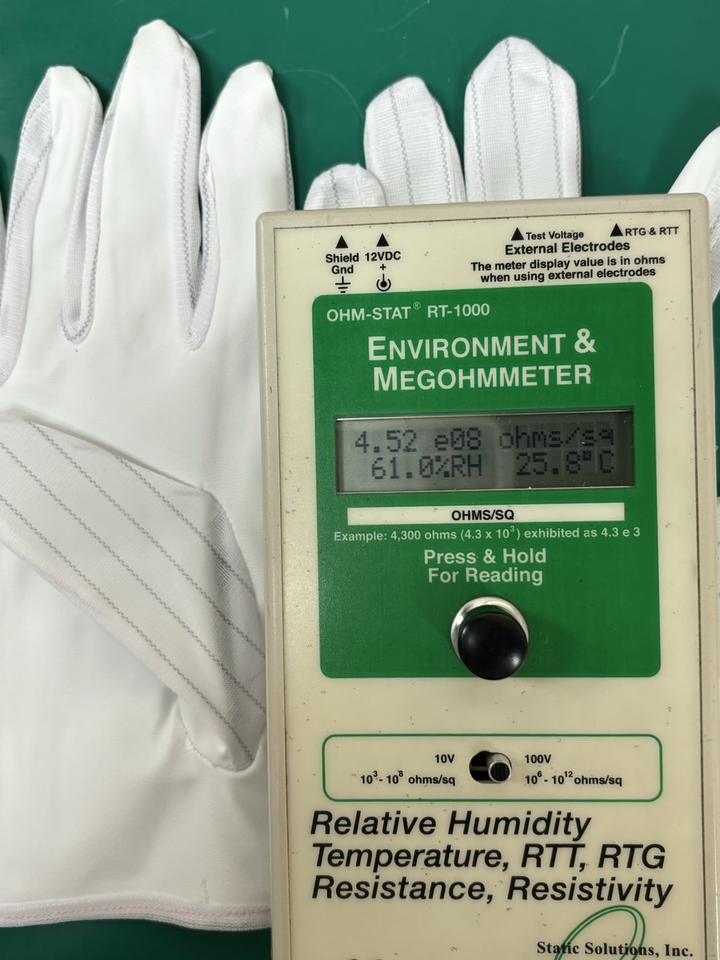 Shield Gnd
12VDC
+
Test Voltage
RTG & RTT
External Electrodes
The meter display value is in ohms
when using external electrodes
OHM-STAT® RT-1000
ENVIRONMENT &
MEGOHMMETER
4.52 e08 ohms/sq
61.0%RH 25.8°C
OHMS/SQ
Example: 4,300 ohms (4.3 x 10³) exhibited as 4.3 e 3
Press & Hold
For Reading
10V 100V
10³- 10⁸ ohms/sq 10⁶ - 10¹² ohms/sq
Relative Humidity
Temperature, RTT, RTG
Resistance, Resistivity
Static Solutions, Inc.